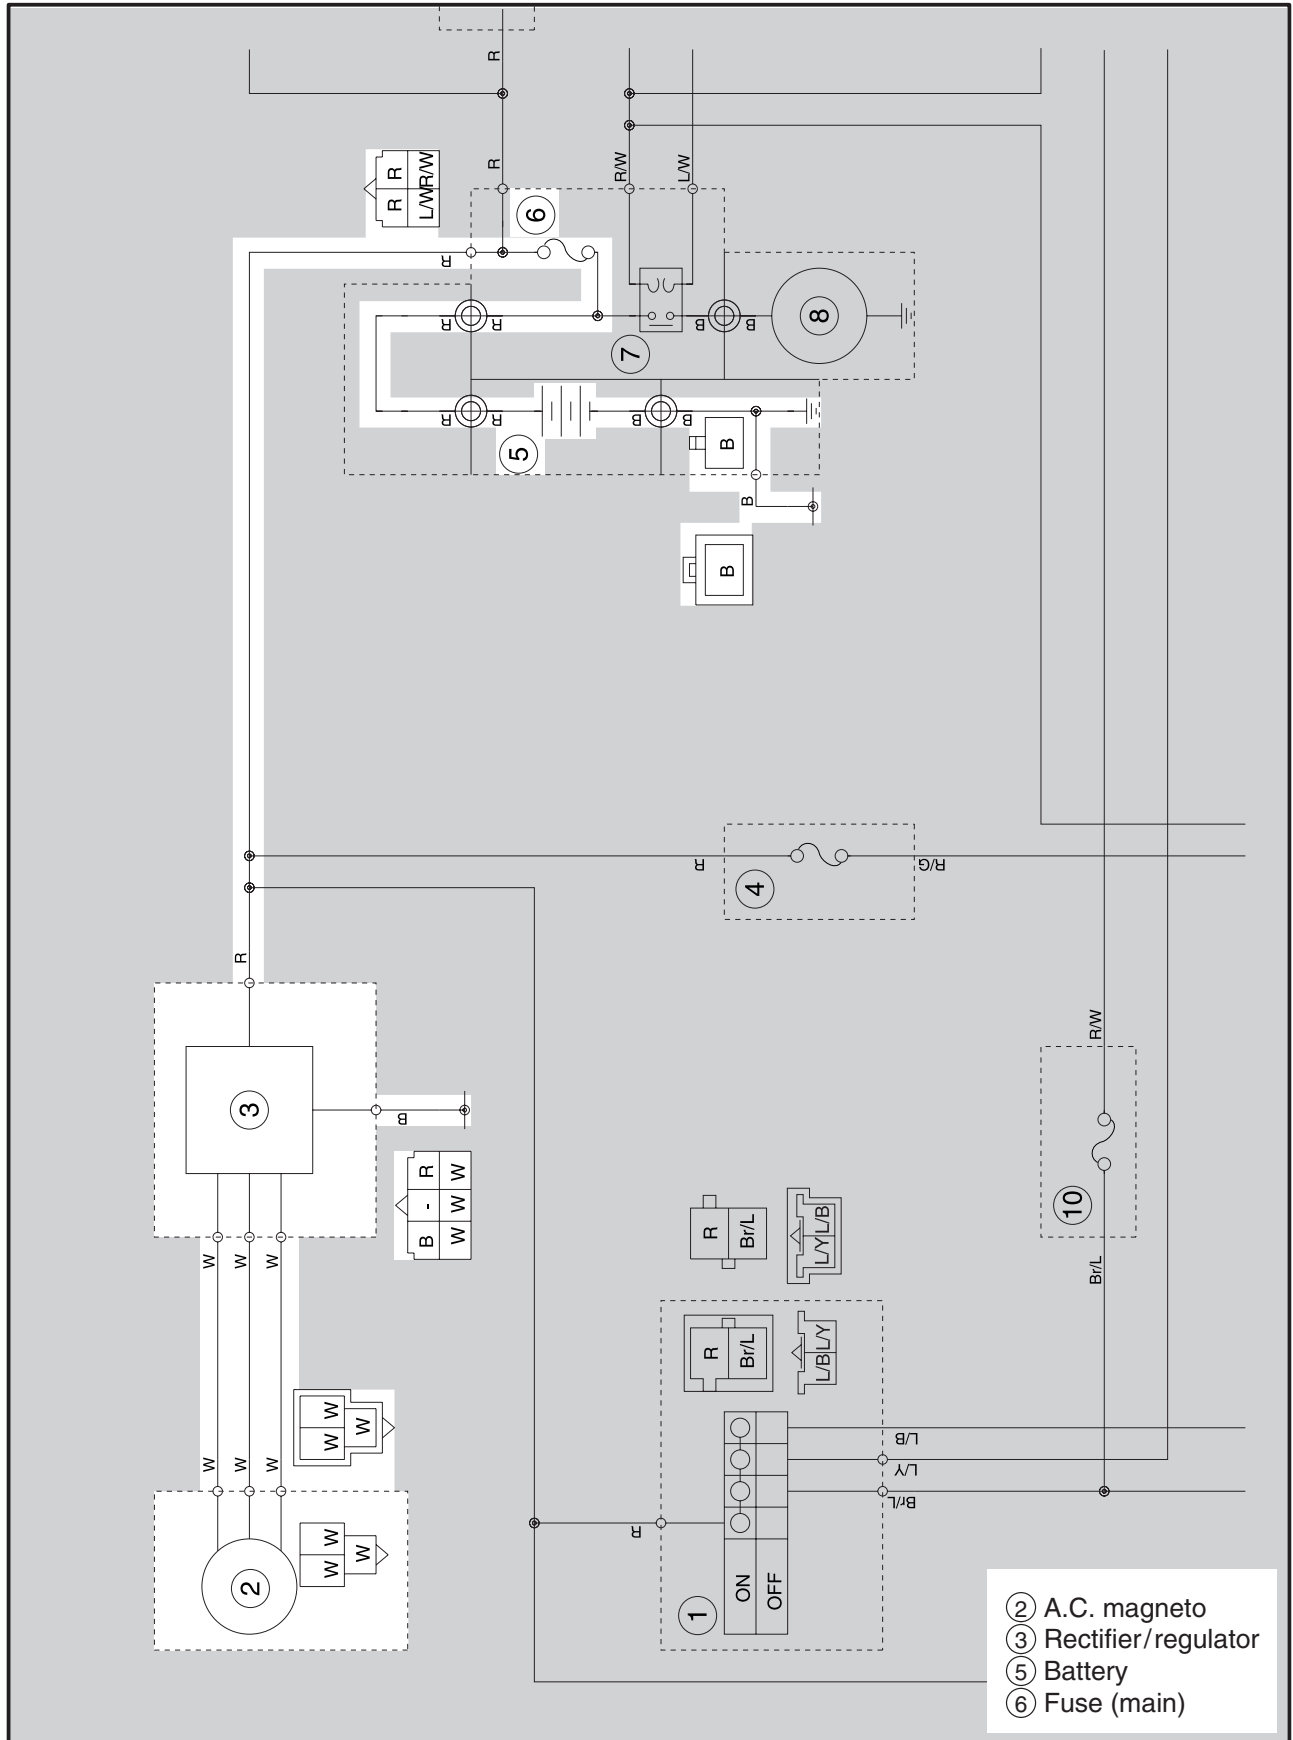 R
R
R/W
L/W
R R
L/W R/W
6
R
R
R
B
B
8
7
R
R
B
B
B
5
B
B
R
R/G
4
R
R/W
3
B
B - R
W W W
10
R
Br/L
L/Y L/B
Br/L
W
W
W
R
Br/L
L/B L/Y
W W
W
W
W
W
L/B
L/Y
Br/L
R
W W
W
2
ON
OFF
1
② A.C. magneto
③ Rectifier/regulator
⑤ Battery
⑥ Fuse (main)